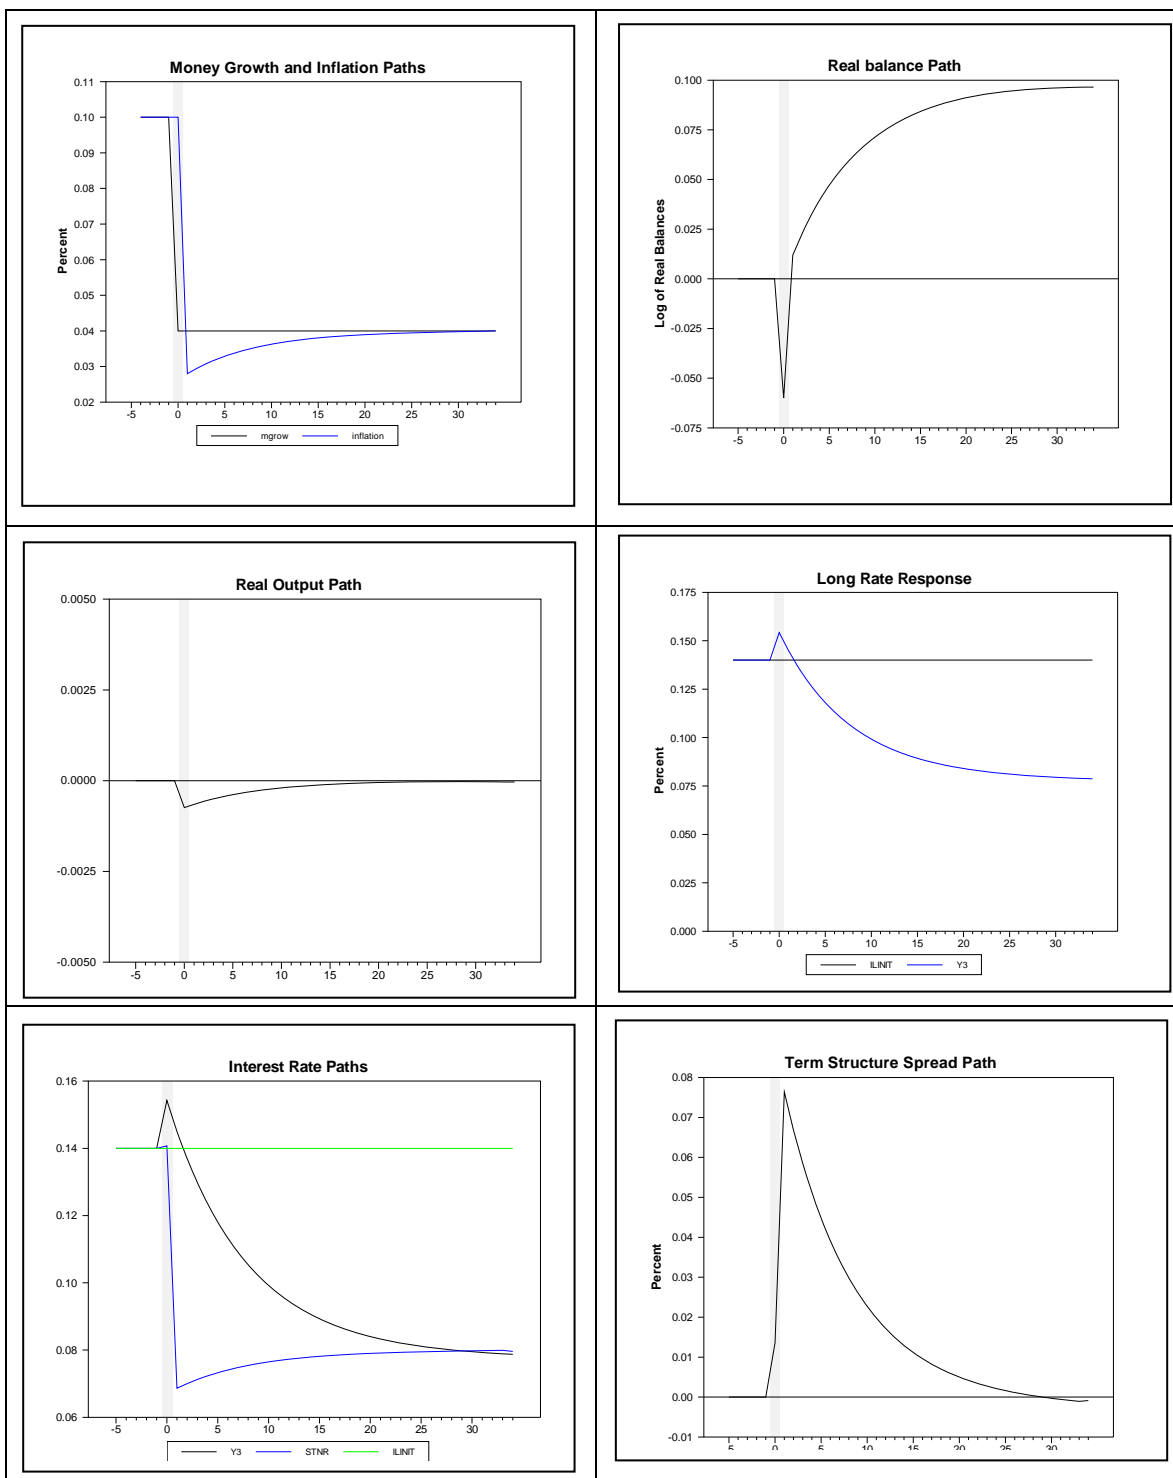 Money Growth and Inflation Paths
0.11
0.10
0.09
0.08
0.07
0.06
0.05
0.04
0.03
0.02
Percent
-5 0 5 10 15 20 25 30
mgrow inflation
Real balance Path
0.100
0.075
0.050
0.025
0.000
-0.025
-0.050
-0.075
Log of Real Balances
-5 0 5 10 15 20 25 30
Real Output Path
0.0050
0.0025
0.0000
-0.0025
-0.0050
-5 0 5 10 15 20 25 30
Long Rate Response
0.175
0.150
0.125
0.100
0.075
0.050
0.025
0.000
Percent
-5 0 5 10 15 20 25 30
ILINIT Y3
Interest Rate Paths
0.16
0.14
0.12
0.10
0.08
0.06
-5 0 5 10 15 20 25 30
Y3 STNR ILINIT
Term Structure Spread Path
0.08
0.07
0.06
0.05
0.04
0.03
0.02
0.01
0.00
-0.01
Percent
5 0 5 10 15 20 25 30